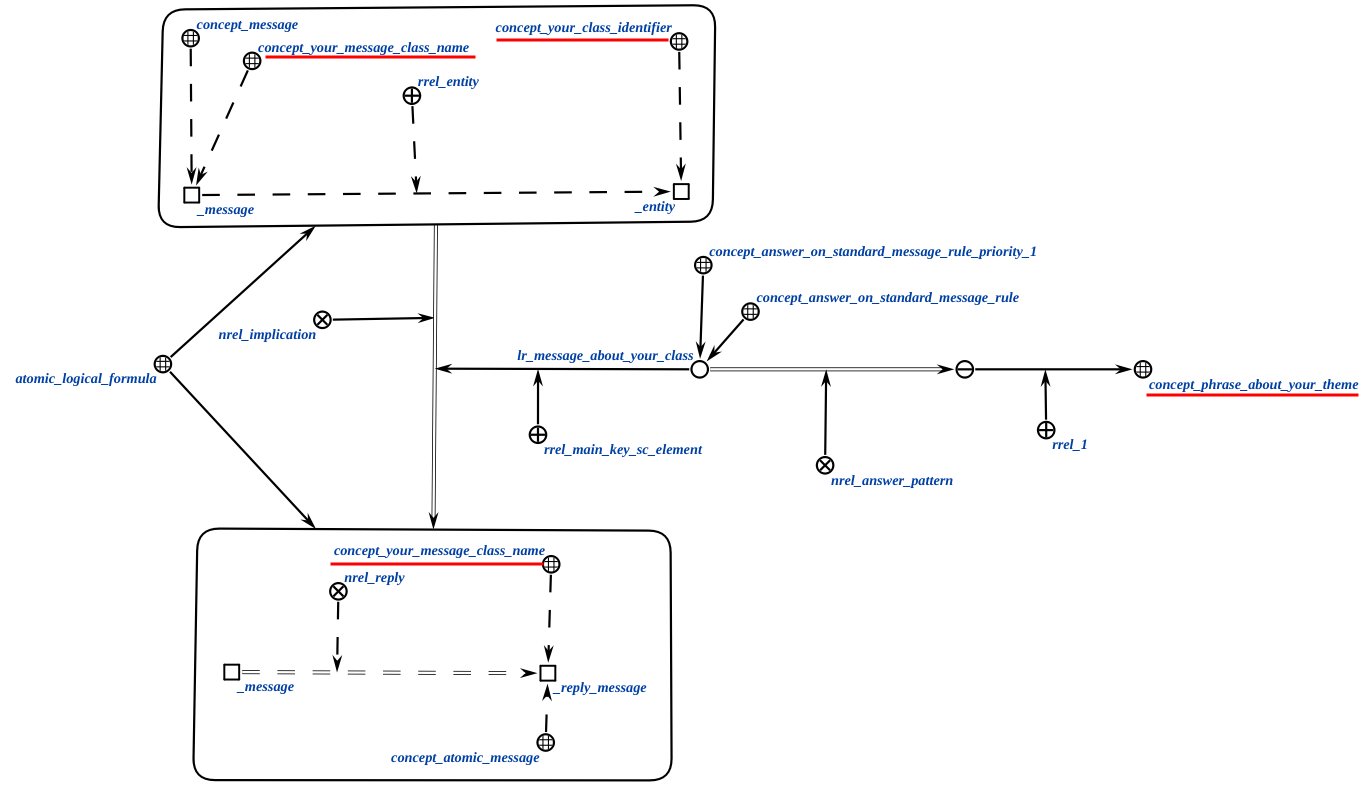 concept_message
concept_your_class_identifier
concept_your_message_class_name
rrel_entity
_message
_entity
concept_answer_on_standard_message_rule_priority_1
concept_answer_on_standard_message_rule
nrel_implication
lr_message_about_your_class
atomic_logical_formula
concept_phrase_about_your_theme
rrel_main_key_sc_element
rrel_1
nrel_answer_pattern
concept_your_message_class_name
nrel_reply
_message
_reply_message
concept_atomic_message